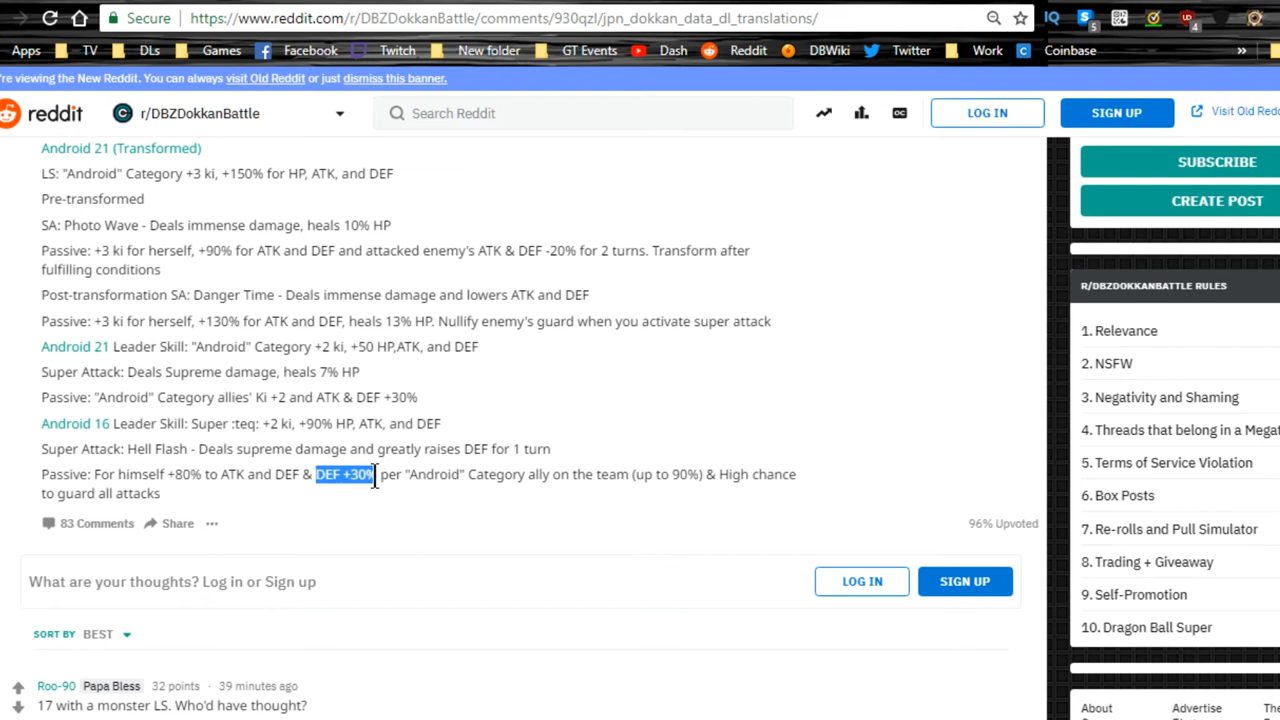 Secure https://www.reddit.com/r/DBZDokkanBattle/comments/930qzl/jpn_dokkan_data_dl_translations/
5
4
Apps TV DLs Games Facebook Twitch New folder GT Events Dash Reddit DBWiki Twitter Work Coinbase »
're viewing the New Reddit. You can always visit Old Reddit or just dismiss this banner.
reddit r/DBZDokkanBattle Search Reddit LOG IN SIGN UP Visit Old Redd
Android 21 (Transformed)
LS: "Android" Category +3 ki, +150% for HP, ATK, and DEF
Pre-transformed
SA: Photo Wave - Deals immense damage, heals 10% HP
Passive: +3 ki for herself, +90% for ATK and DEF and attacked enemy's ATK & DEF -20% for 2 turns. Transform after
fulfilling conditions
Post-transformation SA: Danger Time - Deals immense damage and lowers ATK and DEF
Passive: +3 ki for herself, +130% for ATK and DEF, heals 13% HP. Nullify enemy's guard when you activate super attack
Android 21 Leader Skill: "Android" Category +2 ki, and HP,ATK, and DEF
Super Attack: Deals Supreme damage, heals 7% HP
Passive: "Android" Category allies' Ki +2 and ATK & DEF +30%
Android 16 Leader Skill: Super :teq: +2 ki, +90% HP, ATK, and DEF
Super Attack: Hell Flash - Deals supreme damage and greatly raises DEF for 1 turn
Passive: For himself +80% to ATK and DEF & DEF +30% per "Android" Category ally on the team (up to 90%) & High chance
to guard all attacks
83 Comments Share ••• 96% Upvoted
What are your thoughts? Log in or Sign up LOG IN SIGN UP
SORT BY BEST
Roo-90 Papa Bless 32 points · 39 minutes ago
17 with a monster LS. Who'd have thought?
SUBSCRIBE
CREATE POST
R/DBZDOKKANBATTLE RULES
1. Relevance
2. NSFW
3. Negativity and Shaming
4. Threads that belong in a Megat
5. Terms of Service Violation
6. Box Posts
7. Re-rolls and Pull Simulator
8. Trading + Giveaway
9. Self-Promotion
10. Dragon Ball Super
About Advertise The